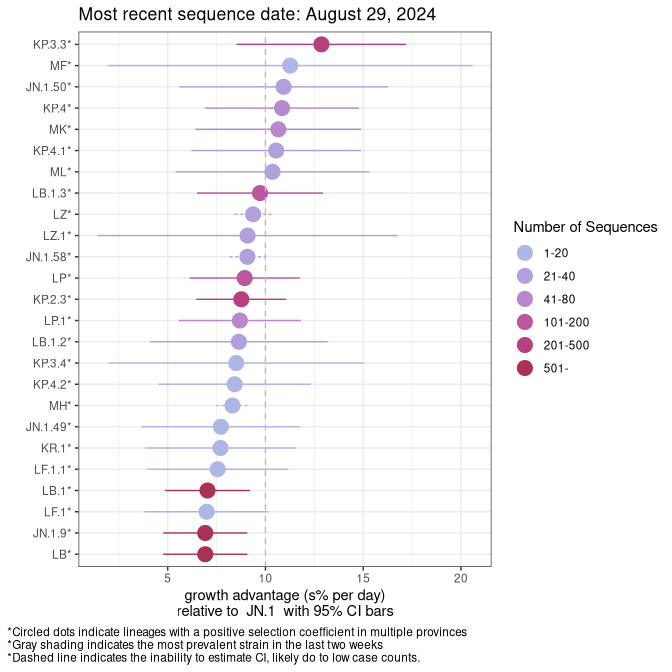 Most recent sequence date: August 29, 2024
KP.3.3*
MF*
JN.1.50*
KP.4*
MK*
KP.4.1*
ML*
LB.1.3*
LZ*
LZ.1*
JN.1.58*
LP*
KP.2.3*
LP.1*
LB.1.2*
KP.3.4*
KP.4.2*
MH*
JN.1.49*
KR.1*
LF.1.1*
LB.1*
LF.1*
JN.1.9*
LB*
5 10 15 20
growth advantage (s% per day)
relative to JN.1 with 95% CI bars
Number of Sequences
1-20
21-40
41-80
101-200
201-500
501-
*Circled dots indicate lineages with a positive selection coefficient in multiple provinces
*Gray shading indicates the most prevalent strain in the last two weeks
*Dashed line indicates the inability to estimate CI, likely do to low case counts.